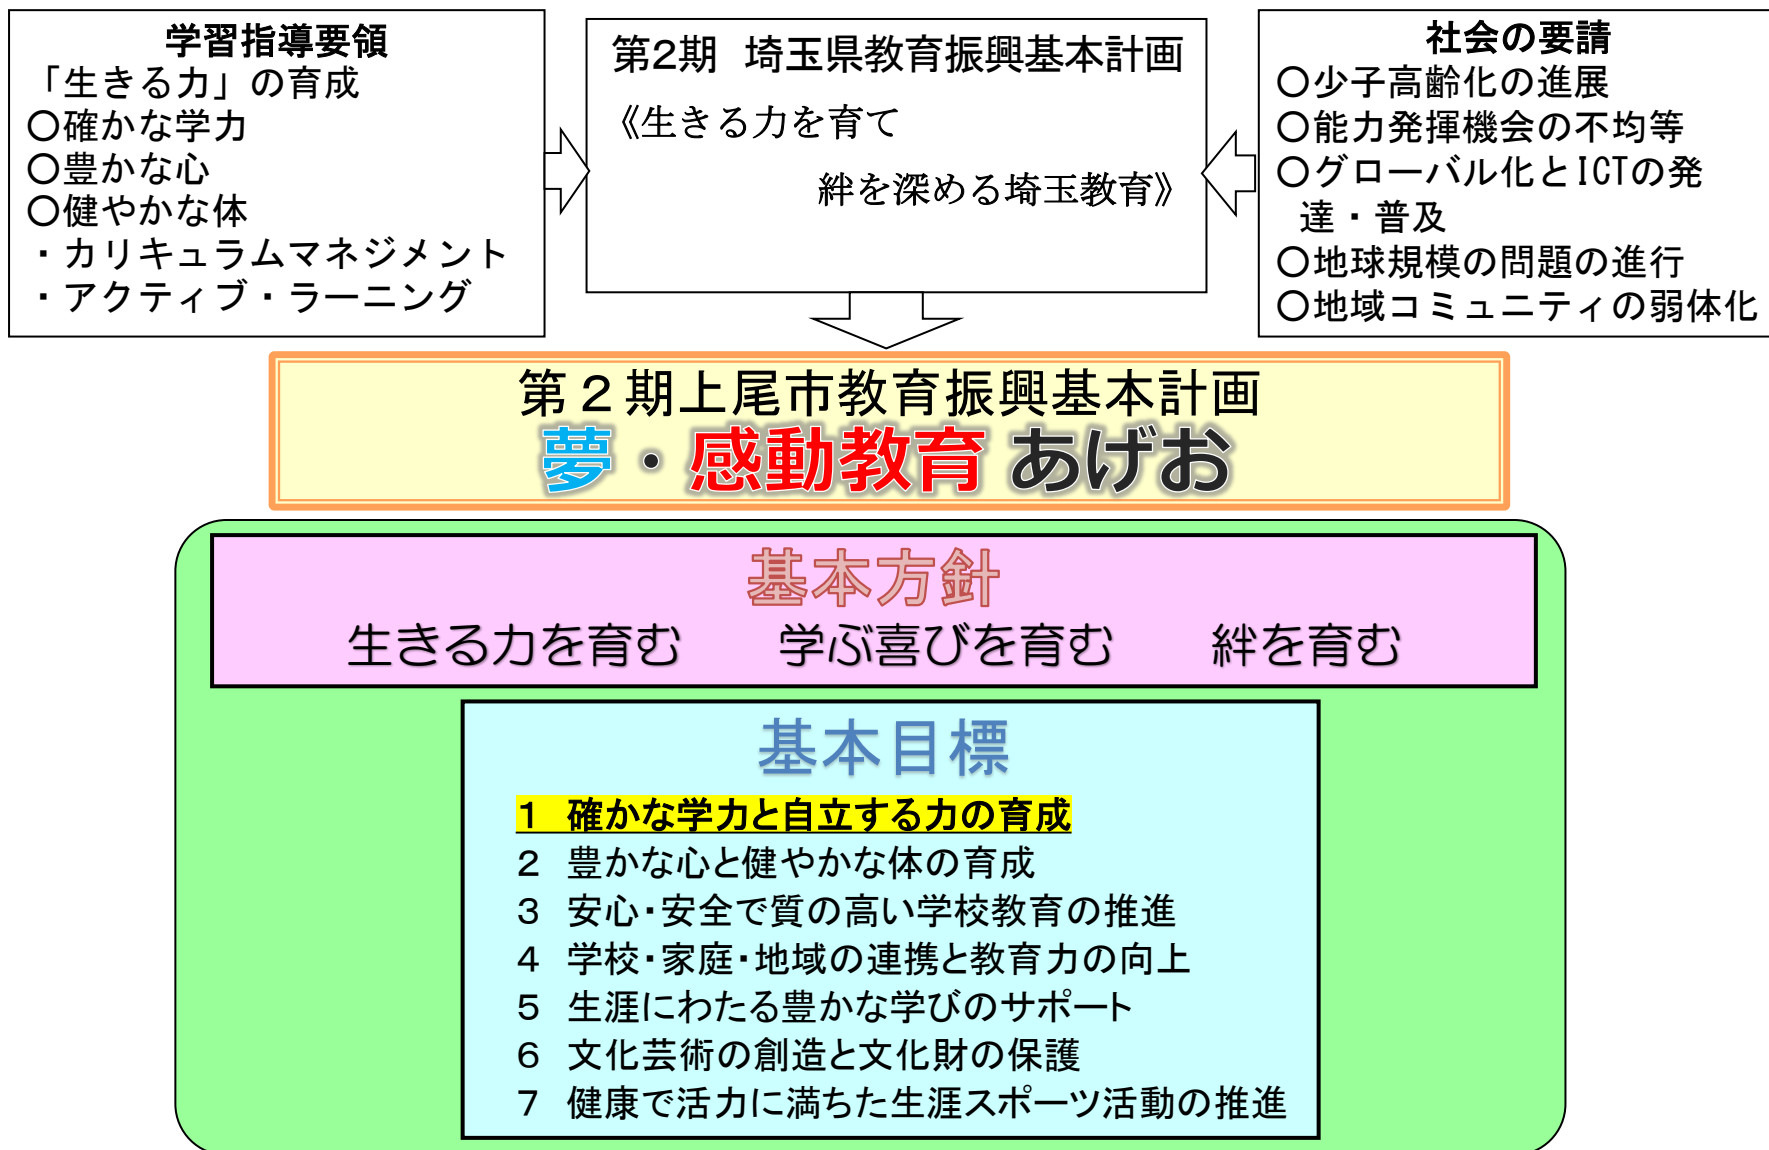 学習指導要領
「生きる力」の育成
○確かな学力
○豊かな心
○健やかな体
・カリキュラムマネジメント
・アクティブ・ラーニング
第2期 埼玉県教育振興基本計画
《生きる力を育て
絆を深める埼玉教育》
社会の要請
○少子高齢化の進展
○能力発揮機会の不均等
○グローバル化とICTの発
達・普及
○地球規模の問題の進行
○地域コミュニティの弱体化
第２期上尾市教育振興基本計画
夢・感動教育 あげお
基本方針
生きる力を育む　　学ぶ喜びを育む　　絆を育む
基本目標
１ 確かな学力と自立する力の育成
２ 豊かな心と健やかな体の育成
３ 安心・安全で質の高い学校教育の推進
４ 学校・家庭・地域の連携と教育力の向上
５ 生涯にわたる豊かな学びのサポート
６ 文化芸術の創造と文化財の保護
７ 健康で活力に満ちた生涯スポーツ活動の推進